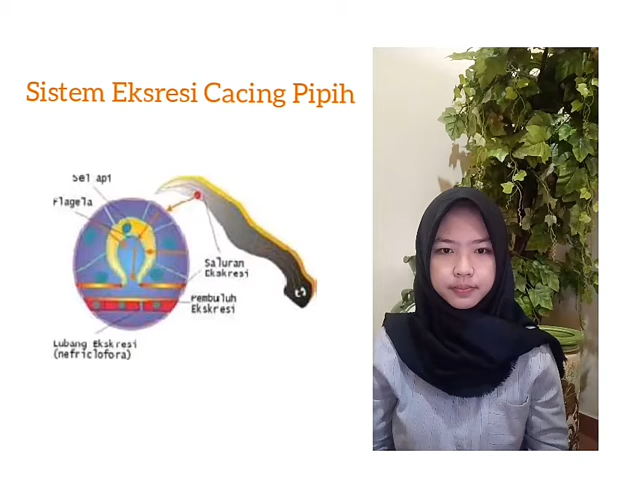 Sistem Eksresi Cacing Pipih
Sel api
Flagela
Saluran
Ekskresi
Pembuluh
Ekskresi
Lubang Ekskresi
(nefriclofora)